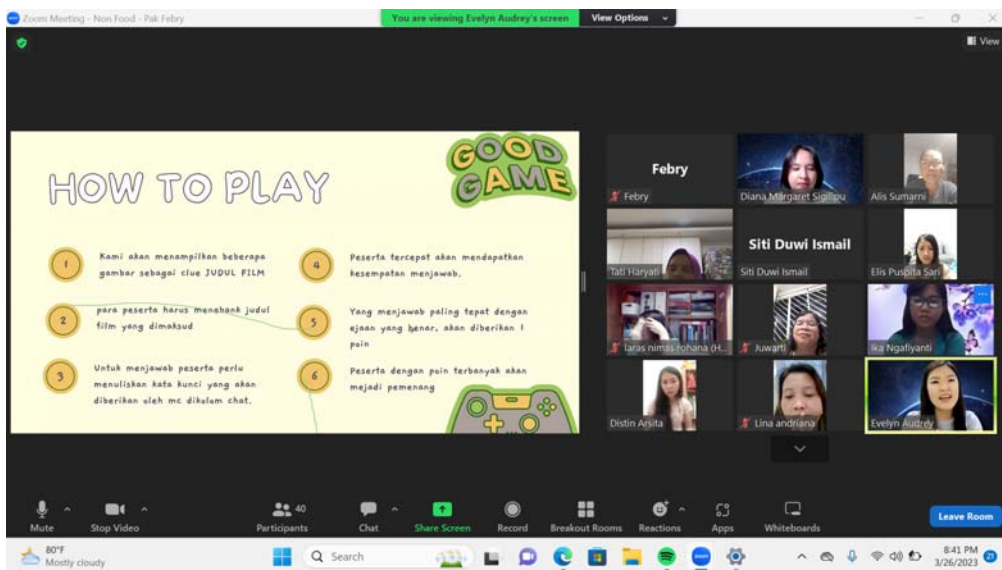 Zoom Meeting - Non Food - Pak Febry
You are viewing Evelyn Audrey's screen
View Options
View
HOW TO PLAY
GOOD
GAME
1
Kami akan menampilkan beberapa
gambar sebagai clue JUDUL FILM
2
para peserta harus menebank judul
film yang dimaksud
3
Untuk menjawab peserta perlu
menuliskan kata kunci yang akan
diberikan oleh mc dikolum chat.
4
Peserta tercepat akan mendapatkan
kesempatan menjawab.
5
Yang menjawab paling tepat dengan
ejaan yang benar, akan diberikan 1
poin
6
Peserta dengan poin terbanyak akan
mejadi pemenang
Febry
Febry
Diana Margaret
Alis Sumarni
Tati Haryati
Siti Duwi Ismail
Siti Duwi Ismail
Elis Puspita Sari
laras nimas rohana (H...
Juwarti
Ika Ngafiyanti
Distin Arsita
Lina andriana
Evelyn Audrey
Mute
Stop Video
40
Participants
Chat
Share Screen
Record
Breakout Rooms
Reactions
Apps
Whiteboards
Leave Room
80°F
Mostly cloudy
Search
8:41 PM
3/26/2023